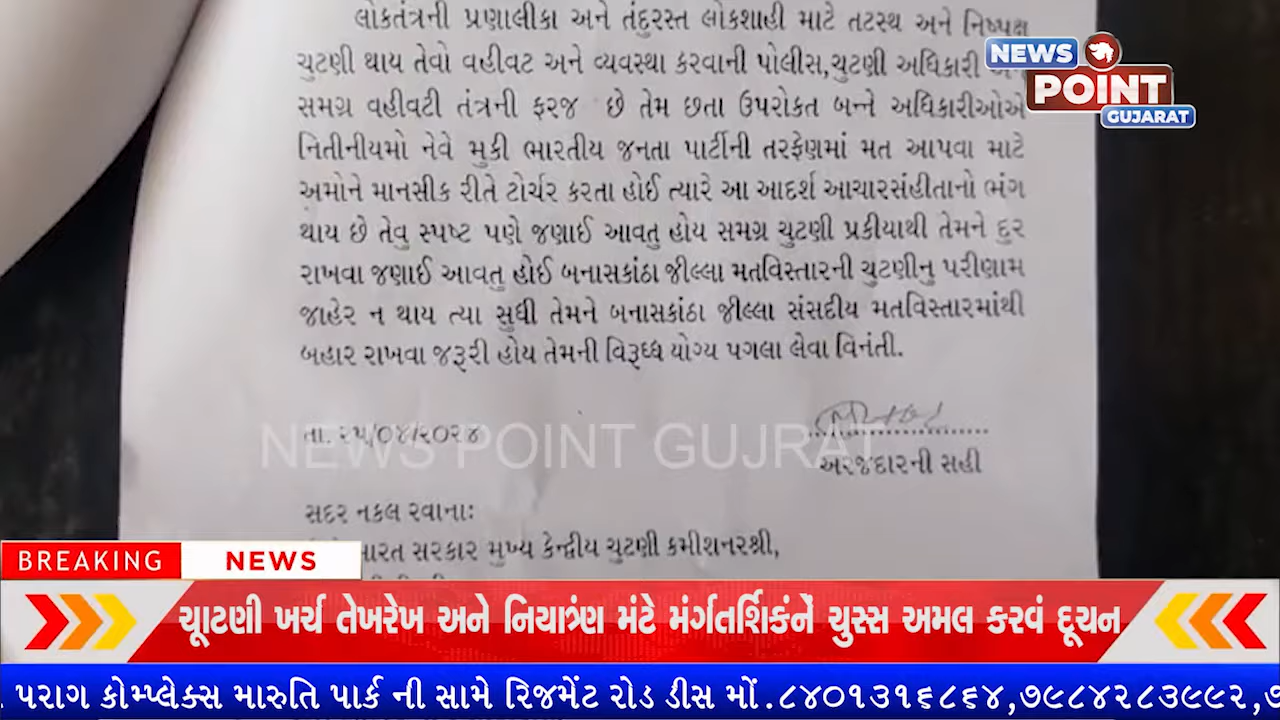 લોકતંત્રની પ્રણાલીકા અને તંદુરસ્ત લોકશાહી માટે તટસ્થ અને નિષ્પક્ષ
ચુટણી થાય તેવો વહીવટ અને વ્યવસ્થા કરવાની પોલીસ,ચુટણી અધિકારી
સમગ્ર વહીવટી તંત્રની ફરજ છે તેમ છતા ઉપરોકત બન્ને અધિકારીઓએ
નિતીનીયમો નેવે મુકી ભારતીય જનતા પાર્ટીની તરફેણમાં મત આપવા માટે
અમોને માનસીક રીતે ટોર્ચર કરતા હોઈ ત્યારે આ આદર્શ આચારસંહીતાનો ભંગ
થાય છે તેવુ સ્પષ્ટ પણે જણાઈ આવતુ હોય સમગ્ર ચુટણી પ્રકીયાથી તેમને દુર
રાખવા જણાઈ આવતુ હોઈ બનાસકાંઠા જીલ્લા મતવિસ્તારની ચુટણીનુ પરીણામ
જાહેર ન થાય ત્યા સુધી તેમને બનાસકાંઠા જીલ્લા સંસદીય મતવિસ્તારમાંથી
બહાર રાખવા જરૂરી હોય તેમની વિરૂધ્ધ યોગ્ય પગલા લેવા વિનંતી.
તા. ૨૫/૦૪/૨૦૨૪
અરજદારની સહી
સદર નકલ રવાનાઃ
ભારત સરકાર મુખ્ય કેન્દ્રીય ચુટણી કમીશનરશ્રી,
NEWS POINT GUJARAT
NEWS POINT GUJRAT
BREAKING NEWS
ચૂાટણી ખર્ચ તેખરેખ અને નિયાત્રંણ મંટે મંર્ગતર્શિકંનેં ચુસ્સ અમલ કરવં દૂચન
પરાગ કોમ્પ્લેક્સ મારુતિ પાર્ક ની સામે રિજમેંટ રોડ ડીસ મોં.૮૪૦૧૩૧૬૮૬૪,૭૯૮૪૨૮૩૯૯૨,૭